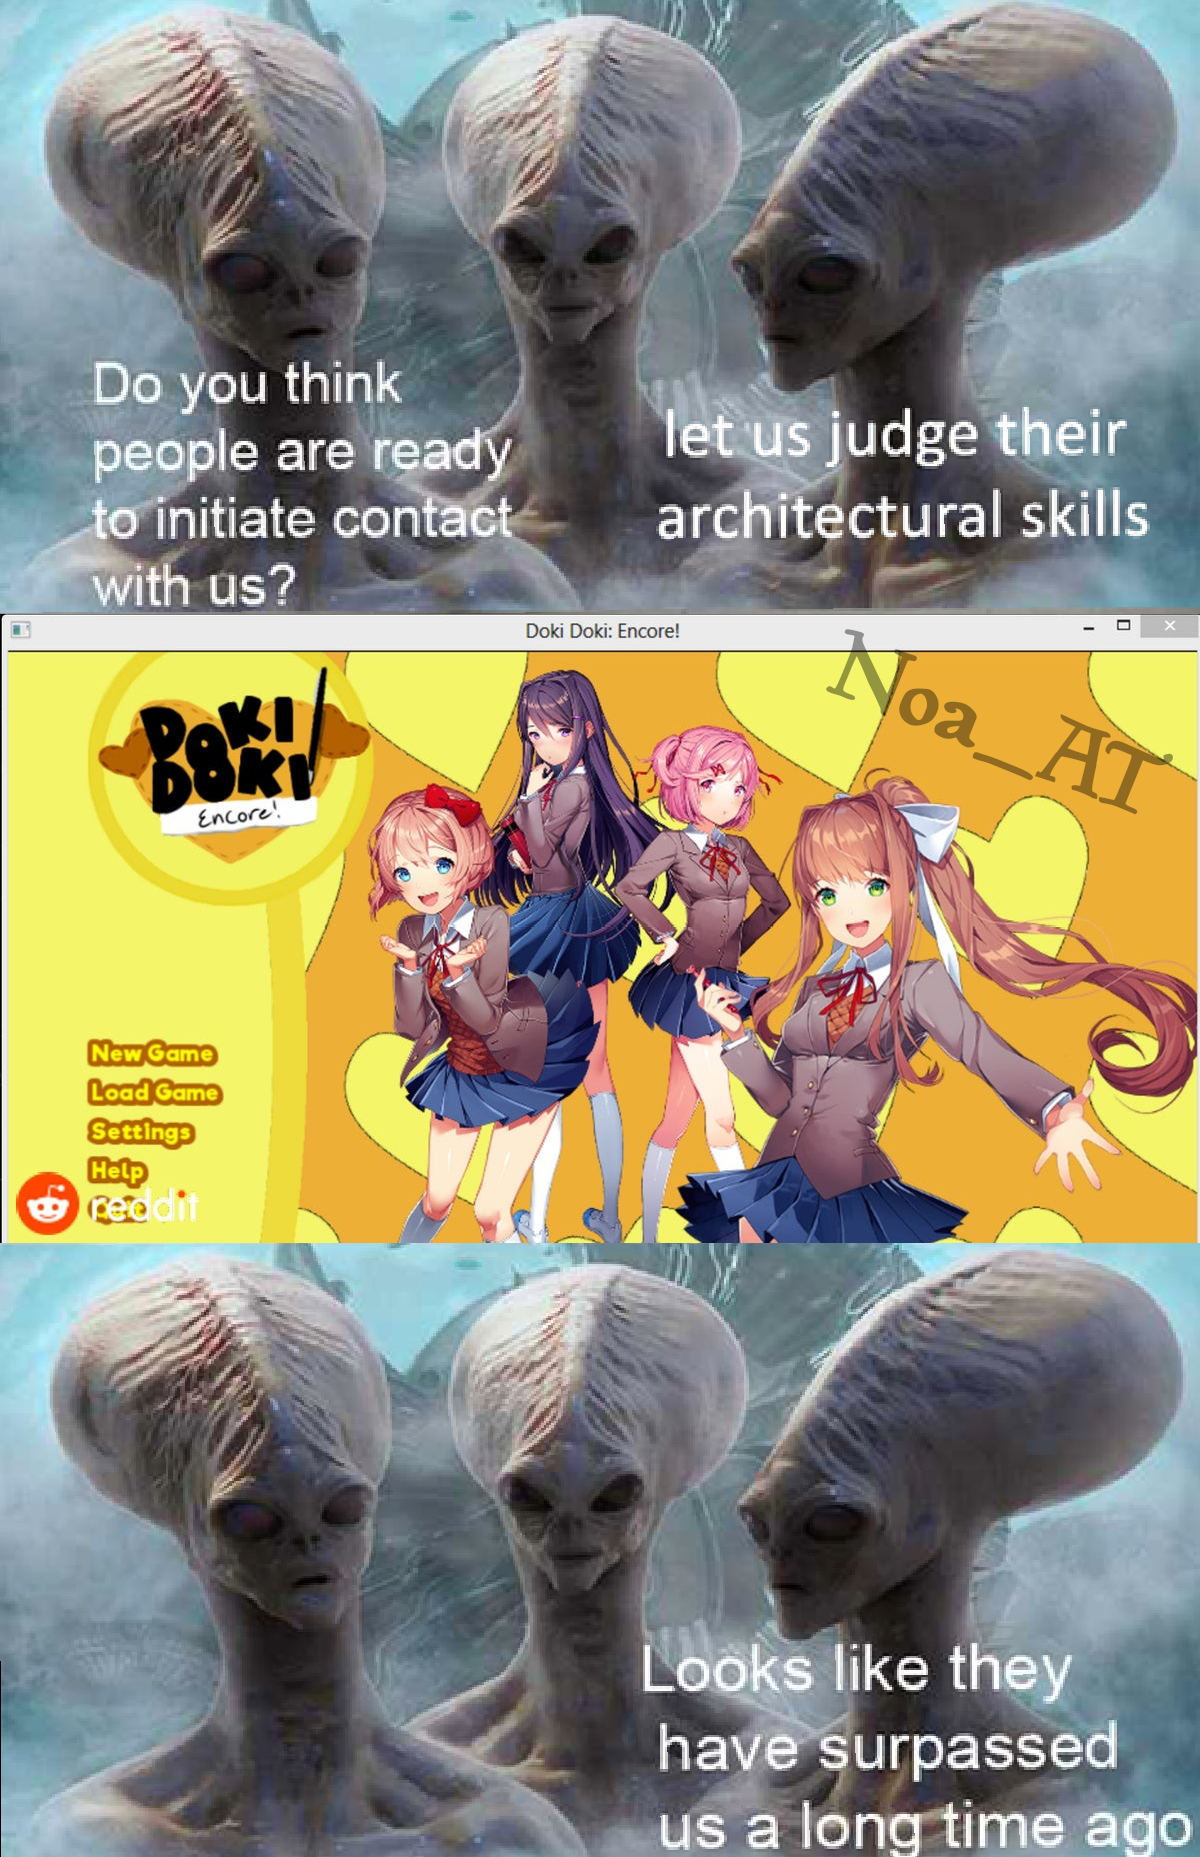 Do you think
people are ready
to initiate contact
with us?
let us judge their
architectural skills
Doki Doki: Encore!
Noa_AT
DOKI
DOKI
Encore!
New Game
Load Game
Settings
Help
reddit
Looks like they
have surpassed
us a long time ago